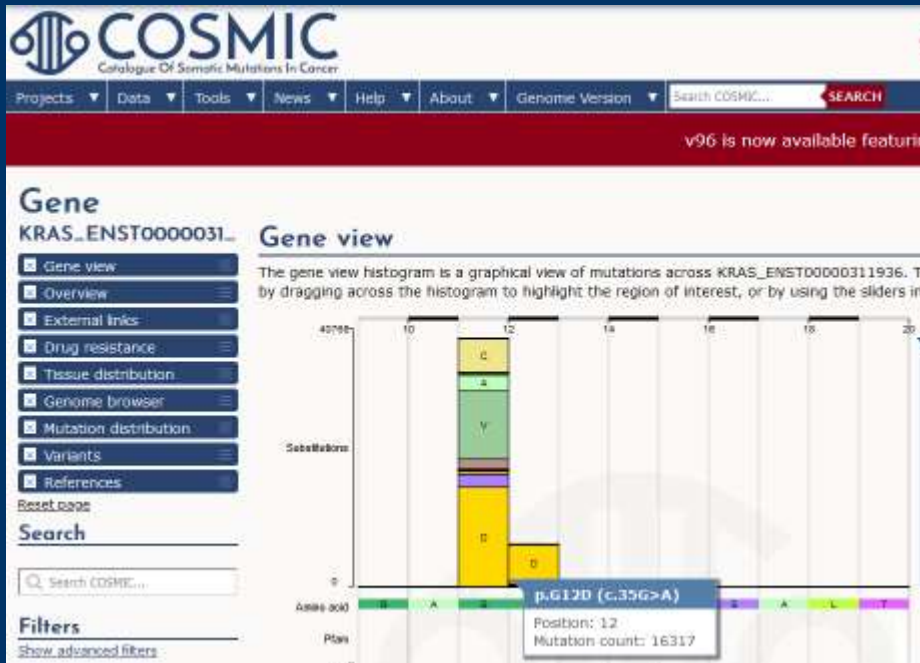 COSMIC
Catalogue Of Somatic Mutations In Cancer
Projects Data Tools News Help About Genome Version Search COSMIC... SEARCH
v96 is now available featuri
Gene
KRAS_ENST0000031_
Gene view
Overview
External links
Drug resistance
Tissue distribution
Genome browser
Mutation distribution
Variants
References
Reset page
Search
Search COSMIC...
Filters
Show advanced filters
Gene view
The gene view histogram is a graphical view of mutations across KRAS_ENST00000311936. T
by dragging across the histogram to highlight the region of interest, or by using the sliders in
10 12 14 16 18 20
40766
C
A
V
Substitutions
D
D
0
Amino acid G A G S A L T
p.G12D (c.35G>A)
Position: 12
Mutation count: 16317
Pfam